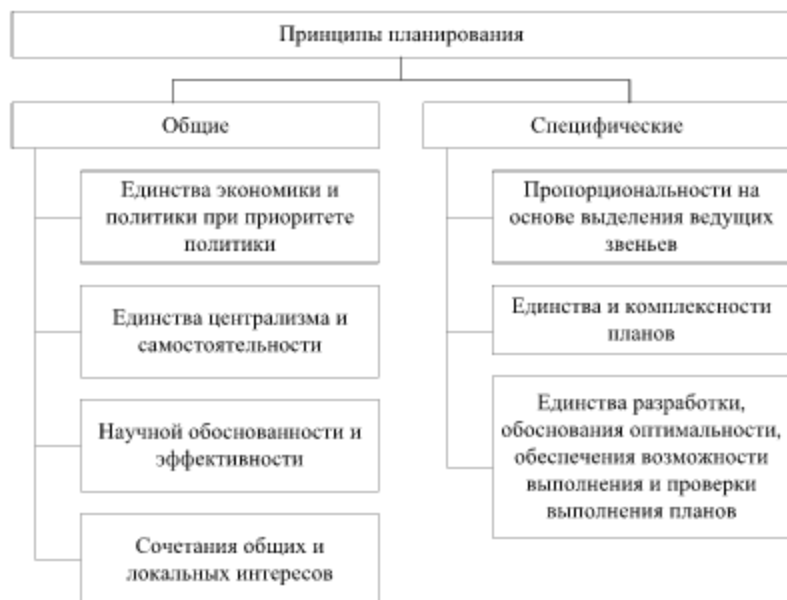 Принципы планирования
Общие
Единства экономики и
политики при приоритете
политики
Единства централизма и
самостоятельности
Научной обоснованности и
эффективности
Сочетания общих и
локальных интересов
Специфические
Пропорциональности на
основе выделения ведущих
звеньев
Единства и комплексности
планов
Единства разработки,
обоснования оптимальности,
обеспечения возможности
выполнения и проверки
выполнения планов